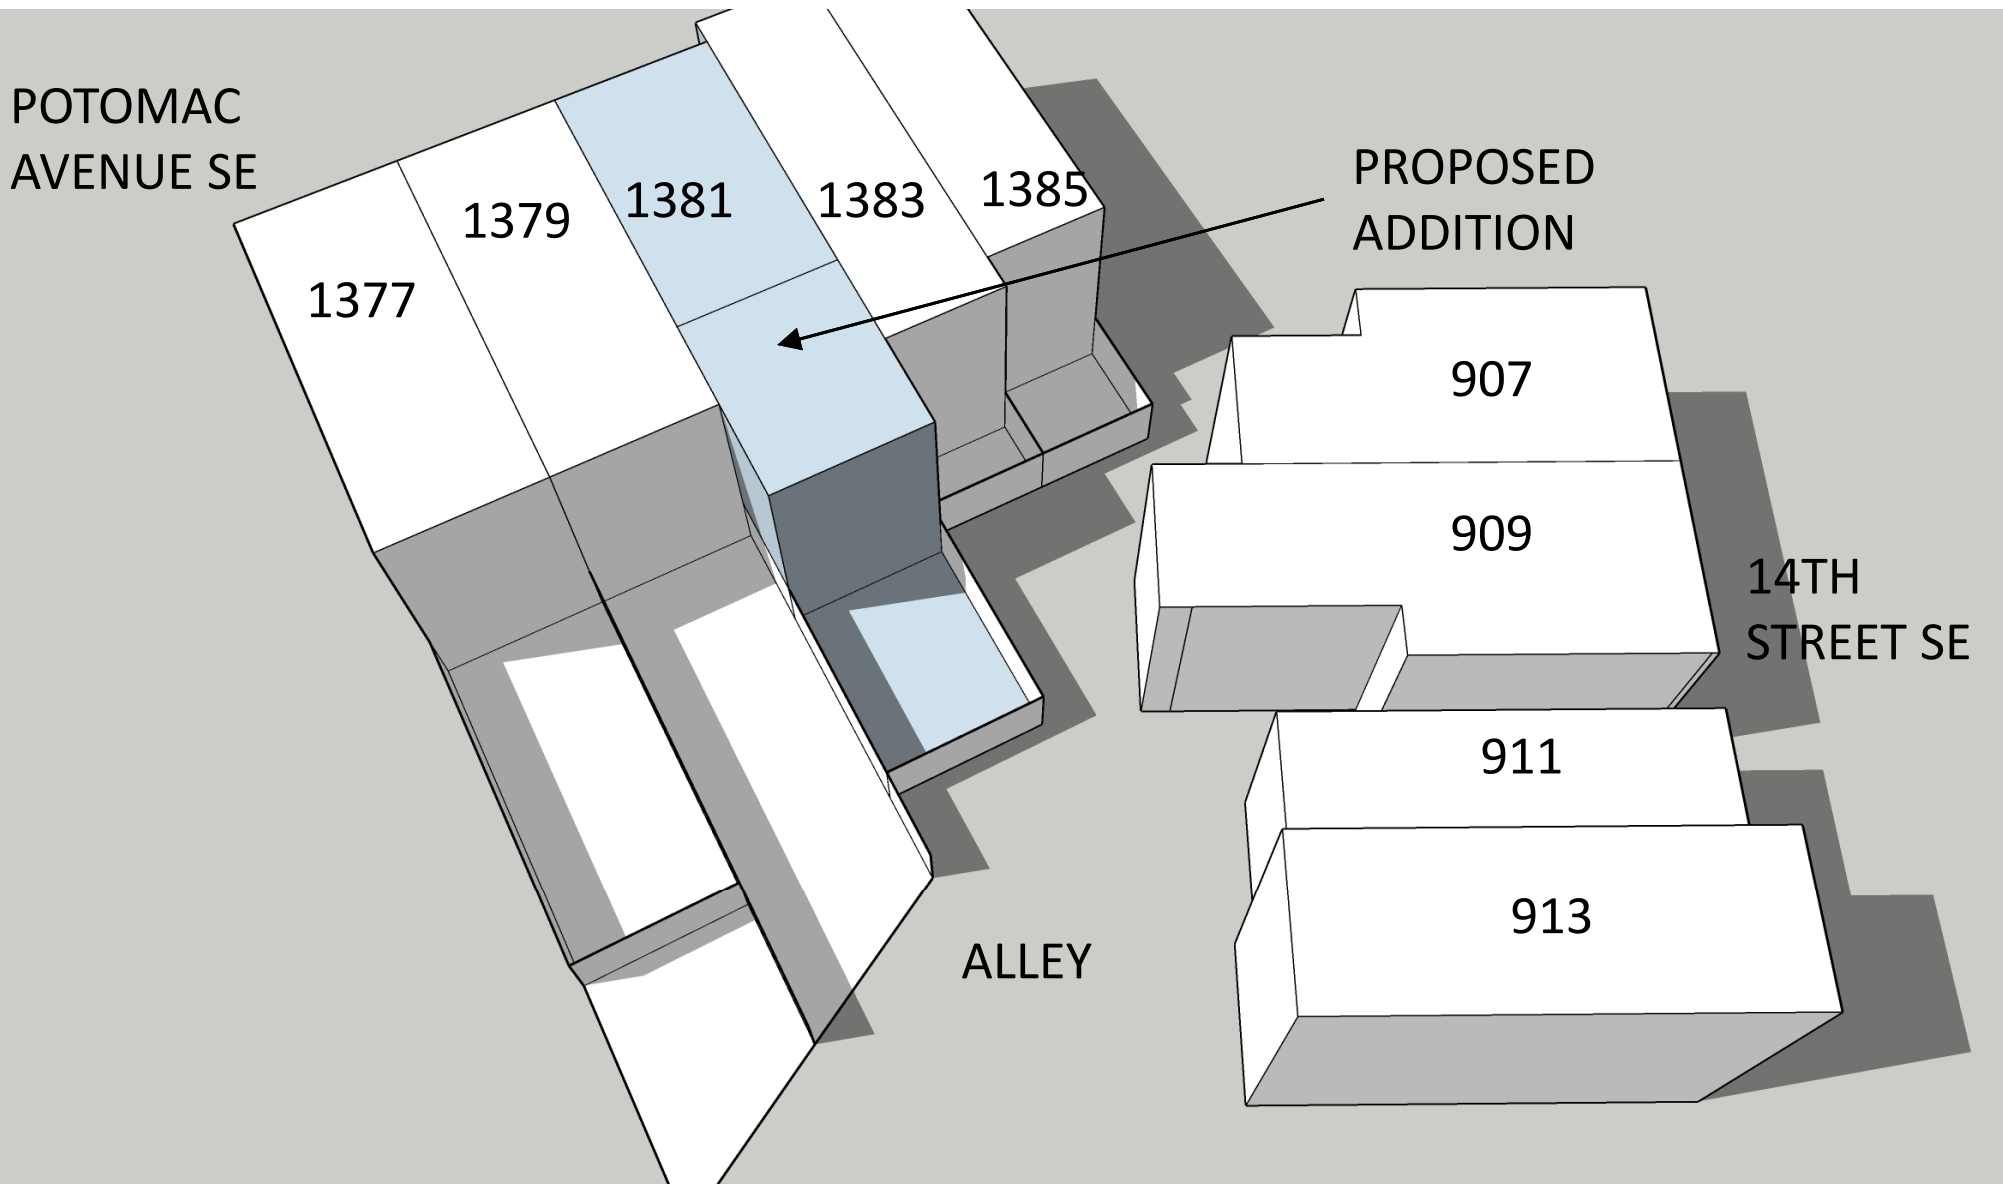 POTOMAC
AVENUE SE
1377
1379
1381
1383
1385
PROPOSED
ADDITION
907
909
14TH
STREET SE
911
913
ALLEY